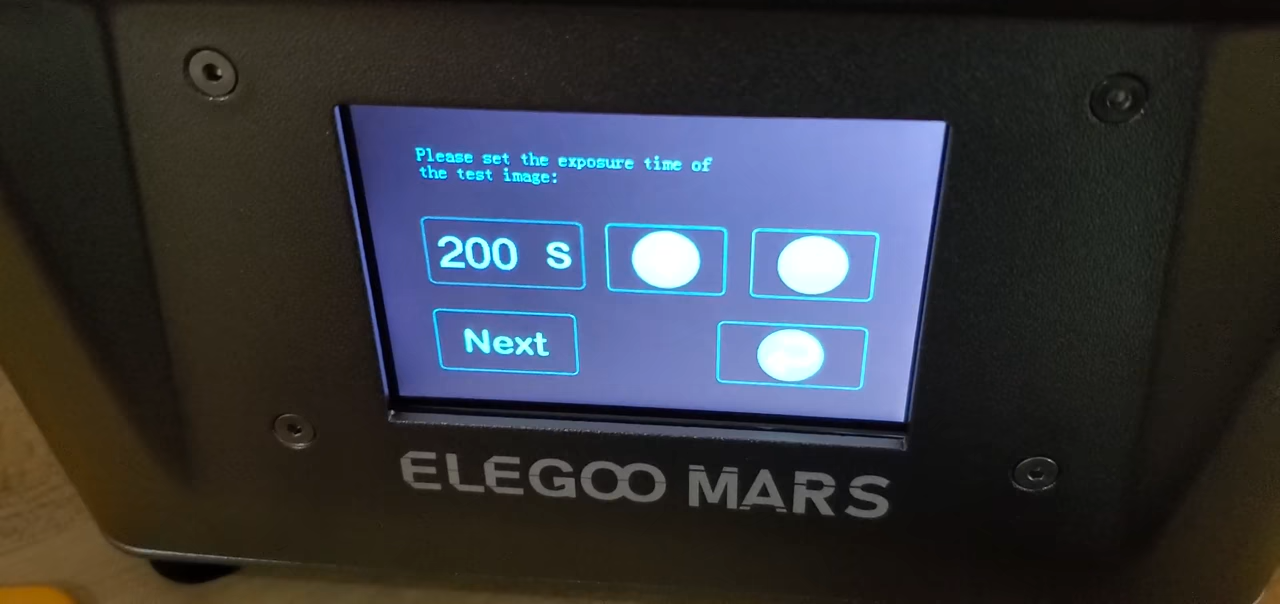 Please set the exposure time of
the test image:
200 S
Next
ELEGOO MARS